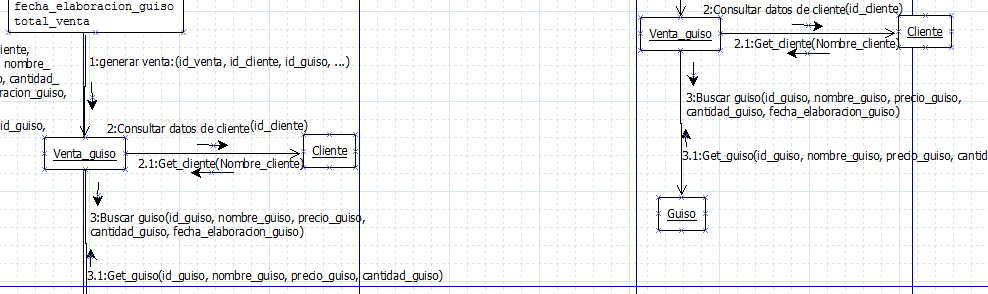 fecha_elaboracion_guiso
total_venta
iente,
nombre_
o, cantidad_
racion_guiso,
id_guiso,
1:generar venta:(id_venta, id_cliente, id_guiso, ...)
2:Consultar datos de cliente(id_cliente)
Venta_guiso
Cliente
2.1:Get_cliente(Nombre_cliente)
3:Buscar guiso(id_guiso, nombre_guiso, precio_guiso,
cantidad_guiso, fecha_elaboracion_guiso)
3.1:Get_guiso(id_guiso, nombre_guiso, precio_guiso, cantidad_guiso)
2:Consultar datos de cliente(id_cliente)
Venta_guiso
Cliente
2.1:Get_cliente(Nombre_cliente)
3:Buscar guiso(id_guiso, nombre_guiso, precio_guiso,
cantidad_guiso, fecha_elaboracion_guiso)
3.1:Get_guiso(id_guiso, nombre_guiso, precio_guiso, cantid
Guiso